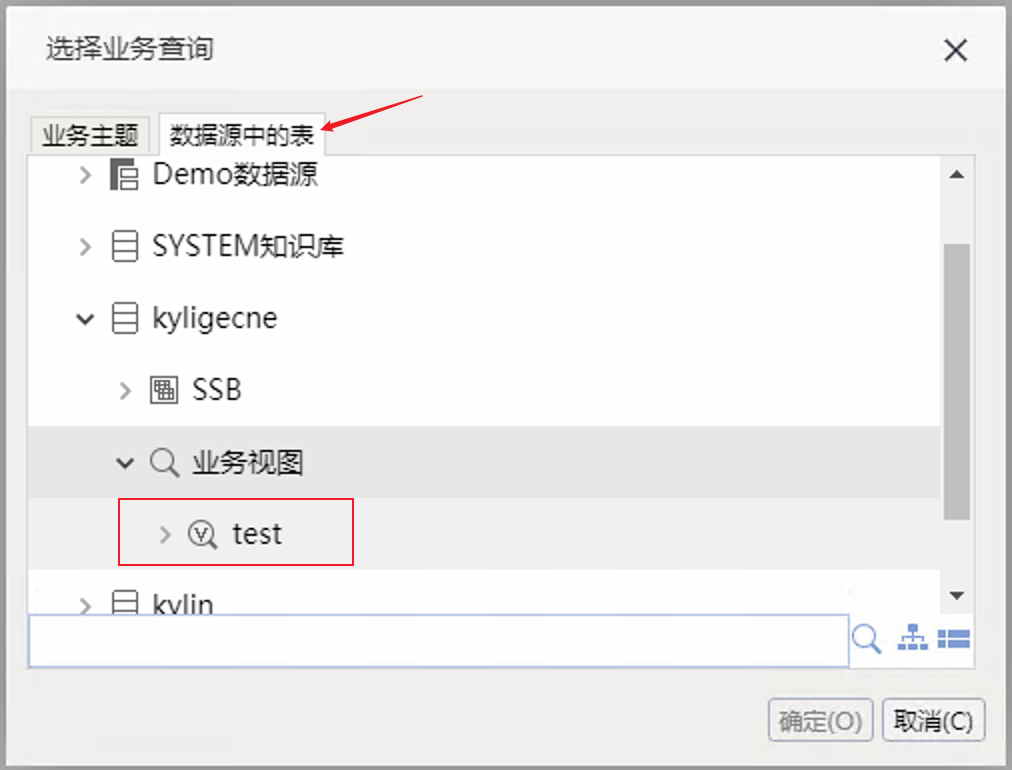 选择业务查询
业务主题 数据源中的表
Demo数据源
SYSTEM知识库
kyligecne
SSB
业务视图
test
kylin
确定(O) 取消(C)